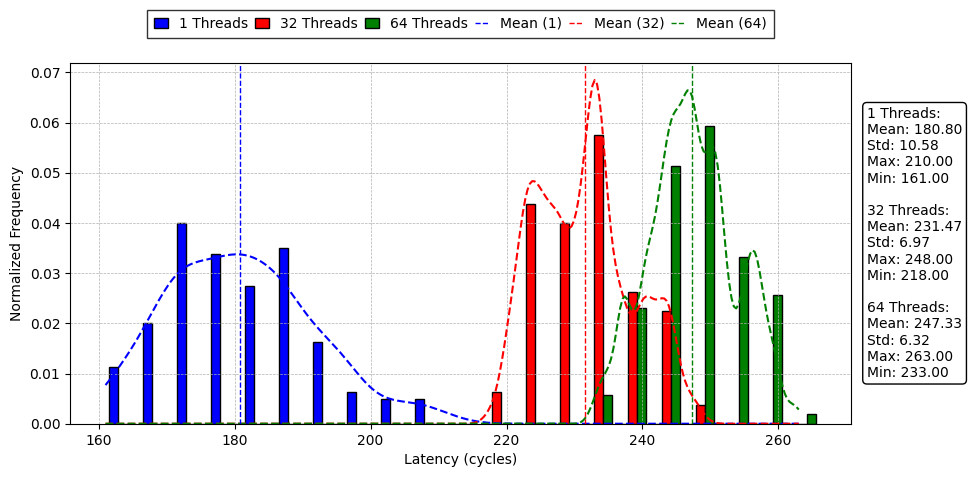 1 Threads 32 Threads 64 Threads Mean (1) Mean (32) Mean (64)
0.07
0.06
0.05
0.04
0.03
0.02
0.01
0.00
Normalized Frequency
160 180 200 220 240 260
Latency (cycles)
1 Threads:
Mean: 180.80
Std: 10.58
Max: 210.00
Min: 161.00
32 Threads:
Mean: 231.47
Std: 6.97
Max: 248.00
Min: 218.00
64 Threads:
Mean: 247.33
Std: 6.32
Max: 263.00
Min: 233.00